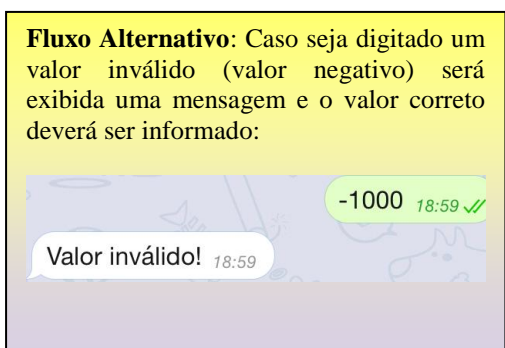 Fluxo Alternativo: Caso seja digitado um
valor inválido (valor negativo) será
exibida uma mensagem e o valor correto
deverá ser informado:
-1000 18:59
Valor inválido! 18:59